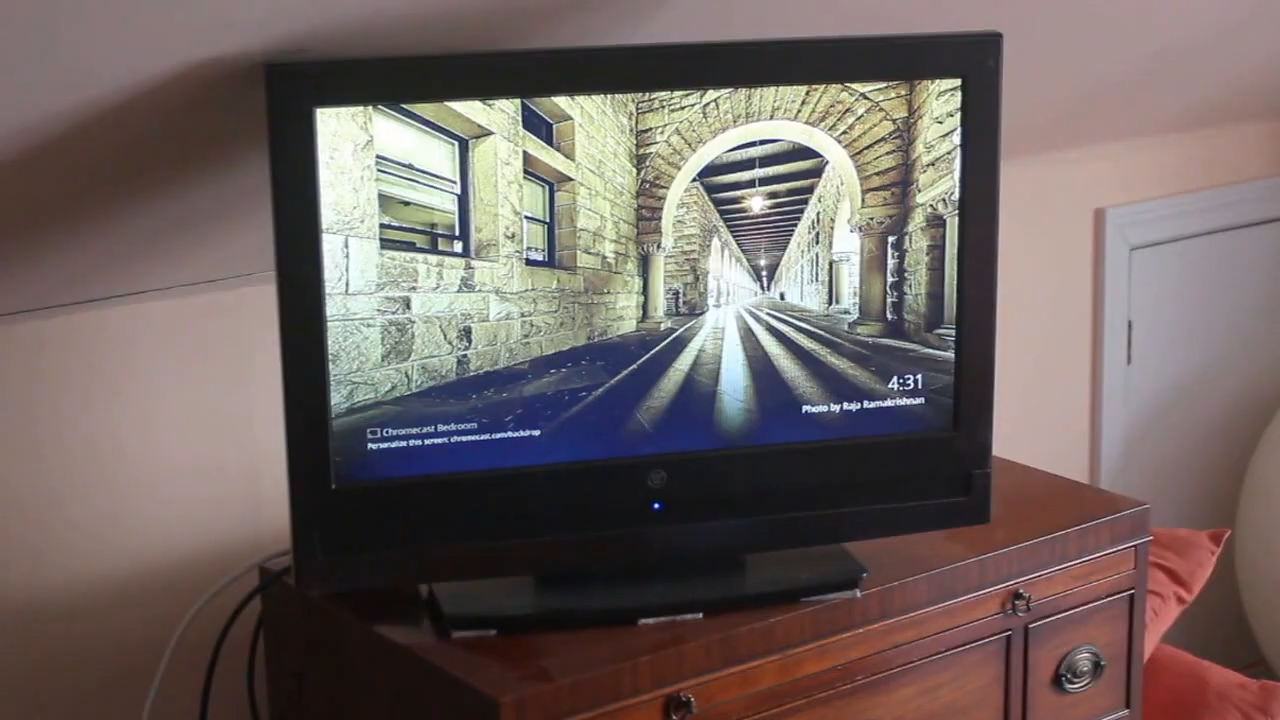 4:31
Photo by Raja Ramakrishnan
Chromecast Bedroom
Personalize this screen: chromecast.com/backdrop